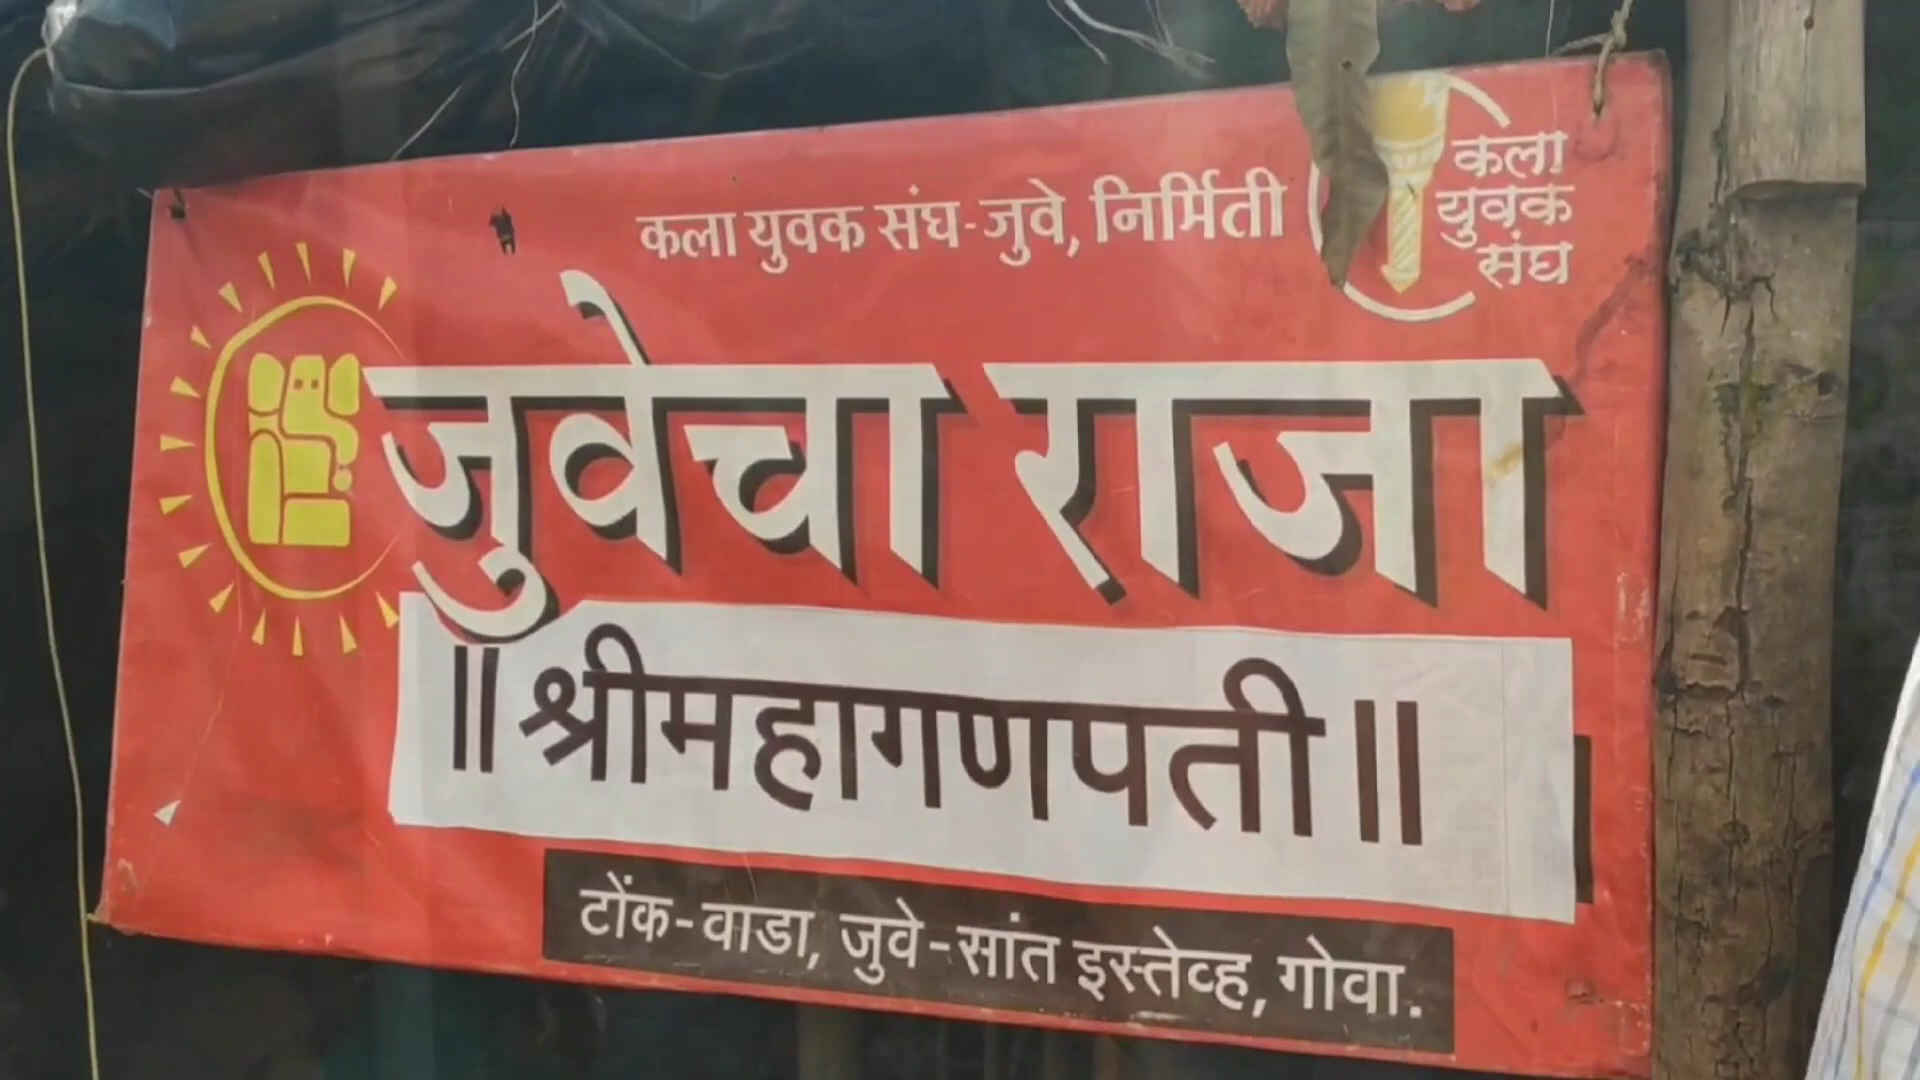 कला युवक संघ-जुवे, निर्मिती
कला
युवक
संघ
जुवेचा राजा
॥ श्रीमहागणपती ॥
टोंक-वाडा, जुवे-सांत इस्तेव्ह, गोवा.